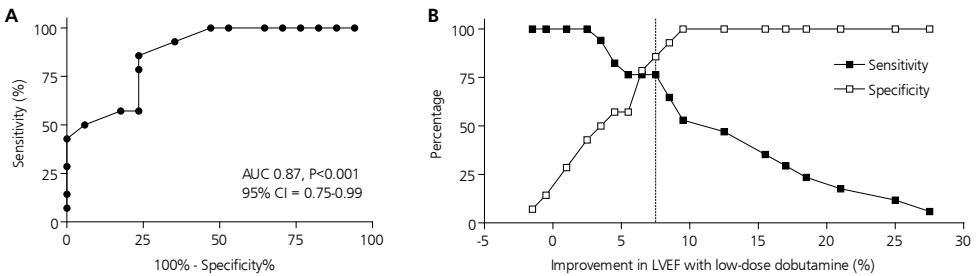 A
100
75
50
25
0
Sensitivity (%)
AUC 0.87, P<0.001
95% CI = 0.75-0.99
0
25
50
75
100
100% - Specificity%
B
100
75
50
25
0
Percentage
Sensitivity
Specificity
-5
0
5
10
15
20
25
30
Improvement in LVEF with low-dose dobutamine (%)